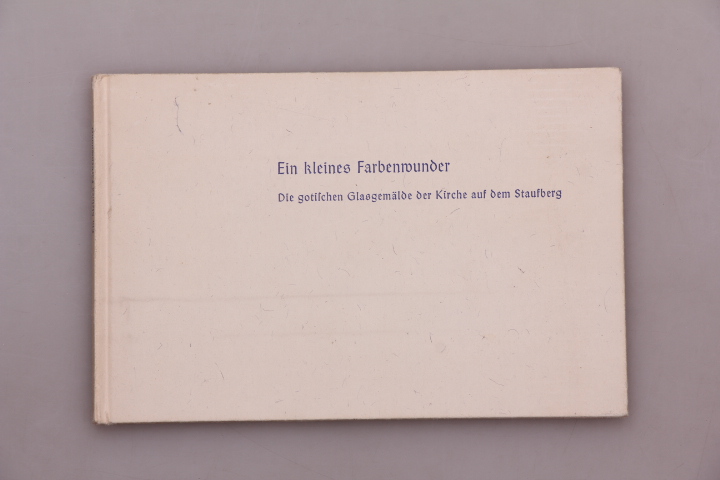 Ein kleines Farbenwunder
Die gotiſchen Glasgemälde der Kirche auf dem Staufberg